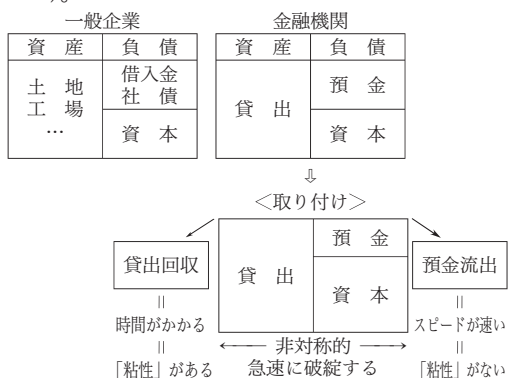 一般企業
資産 負債
土地
工場
…
借入金
社債
資本
金融機関
資産 負債
貸出
預金
資本
⇩
＜取り付け＞
貸出回収
＝
時間がかかる
＝
「粘性」がある
貸出
預金
資本
預金流出
＝
スピードが速い
＝
「粘性」がない
←── 非対称的 ──→
急速に破綻する